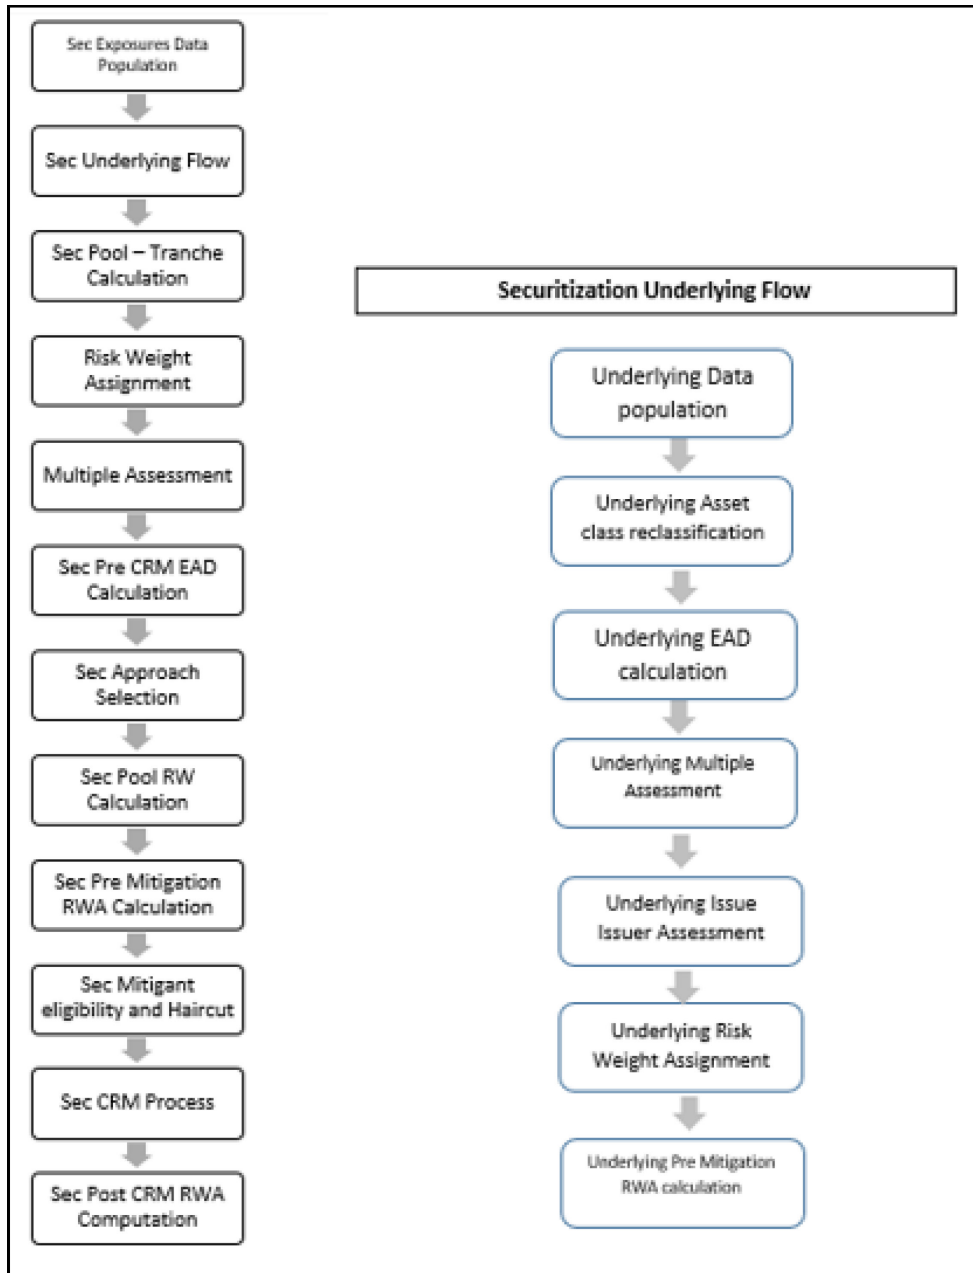 Sec Exposures Data
Population
Sec Underlying Flow
Sec Pool – Tranche
Calculation
Risk Weight
Assignment
Multiple Assessment
Sec Pre CRM EAD
Calculation
Sec Approach
Selection
Sec Pool RW
Calculation
Sec Pre Mitigation
RWA Calculation
Sec Mitigant
eligibility and Haircut
Sec CRM Process
Sec Post CRM RWA
Computation
Securitization Underlying Flow
Underlying Data
population
Underlying Asset
class reclassification
Underlying EAD
calculation
Underlying Multiple
Assessment
Underlying Issue
Issuer Assessment
Underlying Risk
Weight Assignment
Underlying Pre Mitigation
RWA calculation